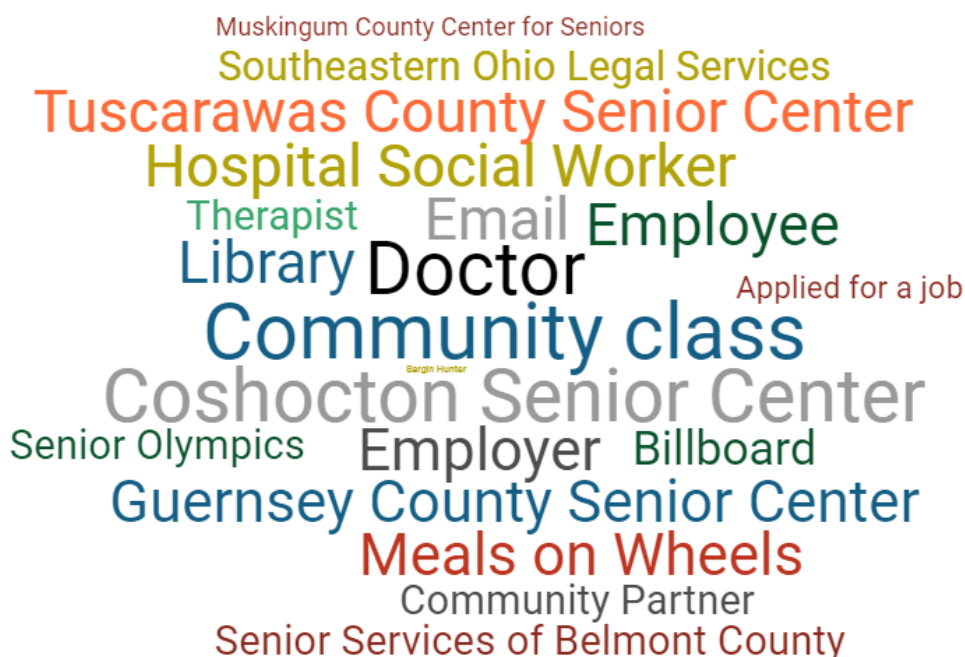 Muskingum County Center for Seniors
Southeastern Ohio Legal Services
Tuscarawas County Senior Center
Hospital Social Worker
Therapist Email Employee
Library Doctor
Applied for a job
Community class
Bargin Hunter
Coshocton Senior Center
Senior Olympics Employer Billboard
Guernsey County Senior Center
Meals on Wheels
Community Partner
Senior Services of Belmont County